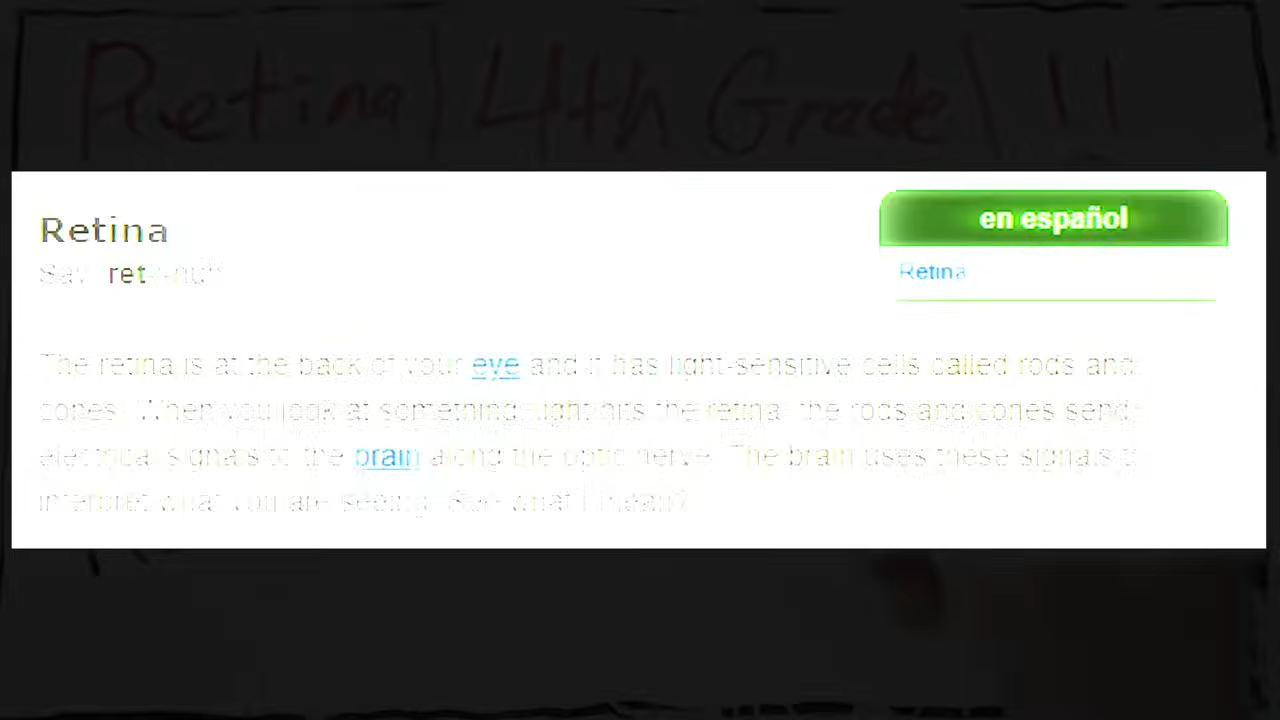 Retina 4th Grade !!
Retina
Say: ret-i-nuh
en español
Retina
The retina is at the back of your eye and it has light-sensitive cells called rods and
cones. When you look at something, light hits the retina, the rods and cones send
electrical signals to the brain along the optic nerve. The brain uses these signals to
interpret what you are seeing. See what I mean?